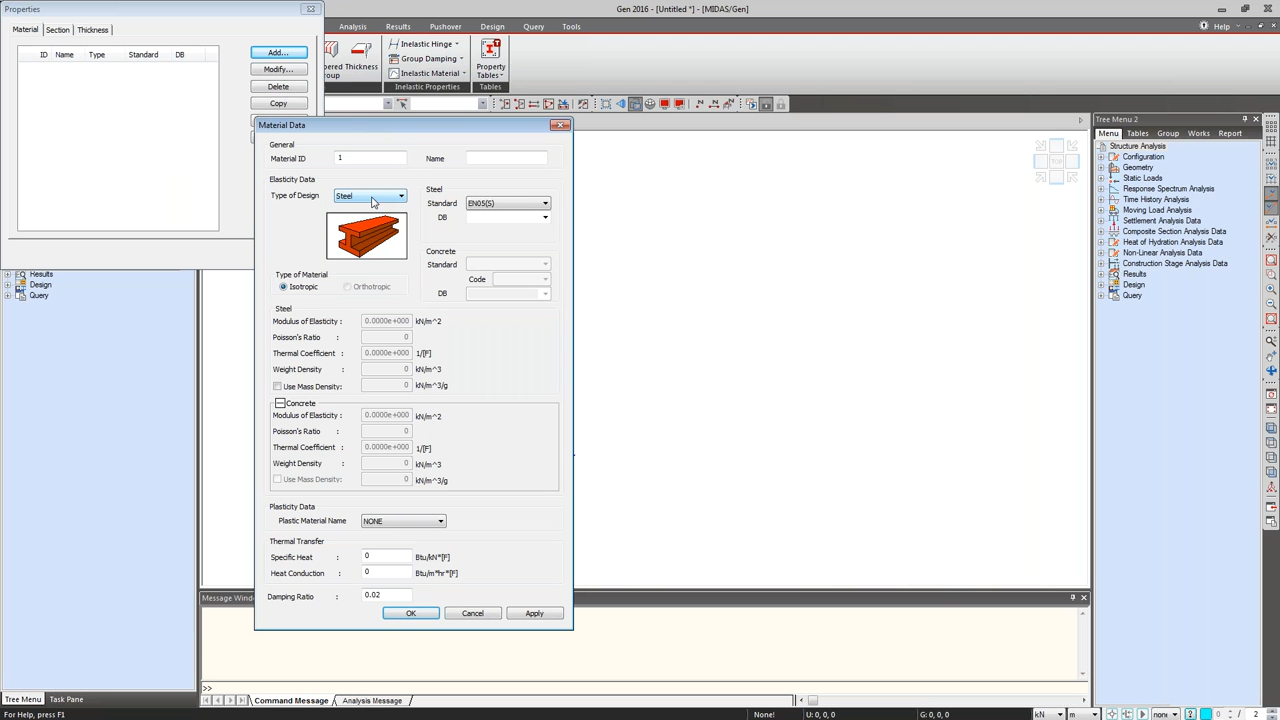 Properties
Gen 2016 - [Untitled *] - [MIDAS/Gen]
Material Section Thickness
Analysis Results Pushover Design Query Tools Help
ID Name Type Standard DB
Add...
Modify...
Delete
Copy
Tapered Thickness
Group
Inelastic Hinge
Group Damping
Inelastic Material
Inelastic Properties
Property
Tables
Tables
Material Data
General
Material ID 1 Name
Elasticity Data
Type of Design Steel
Steel
Standard EN05(S)
DB
Concrete
Standard
Code
DB
Type of Material
Isotropic Orthotropic
Steel
Modulus of Elasticity : 0.0000e+000 kN/m^2
Poisson's Ratio : 0
Thermal Coefficient : 0.0000e+000 1/[F]
Weight Density : 0 kN/m^3
Use Mass Density: 0 kN/m^3/g
Concrete
Modulus of Elasticity : 0.0000e+000 kN/m^2
Poisson's Ratio : 0
Thermal Coefficient : 0.0000e+000 1/[F]
Weight Density : 0 kN/m^3
Use Mass Density: 0 kN/m^3/g
Plasticity Data
Plastic Material Name NONE
Thermal Transfer
Specific Heat : 0 Btu/kN*[F]
Heat Conduction : 0 Btu/m*hr*[F]
Damping Ratio : 0.02
OK Cancel Apply
Results
Design
Query
TOP
Tree Menu 2
Menu Tables Group Works Report
Structure Analysis
Configuration
Geometry
Static Loads
Response Spectrum Analysis
Time History Analysis
Moving Load Analysis
Settlement Analysis Data
Composite Section Analysis Data
Heat of Hydration Analysis Data
Non-Linear Analysis Data
Construction Stage Analysis Data
Results
Design
Query
Message Wind
>>
Tree Menu Task Pane
Command Message Analysis Message
For Help, press F1
None! U: 0, 0, 0 G: 0, 0, 0 kN m none 0 / 2